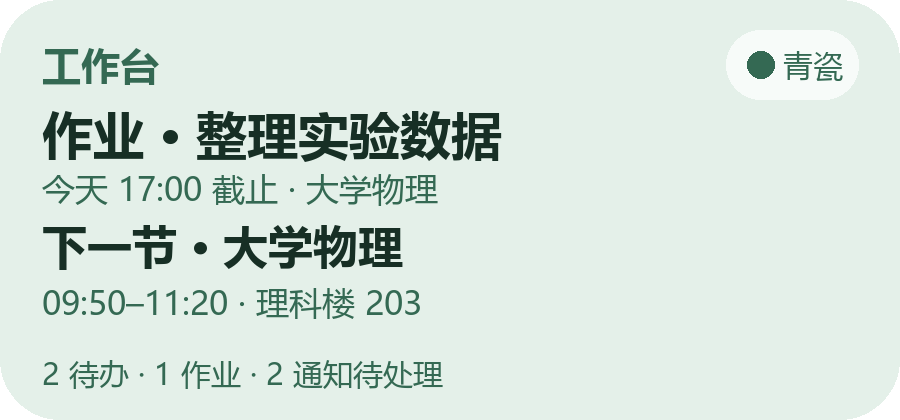 工作台
青瓷
作业·整理实验数据
今天 17:00 截止 · 大学物理
下一节·大学物理
09:50–11:20 · 理科楼 203
2 待办 · 1 作业 · 2 通知待处理